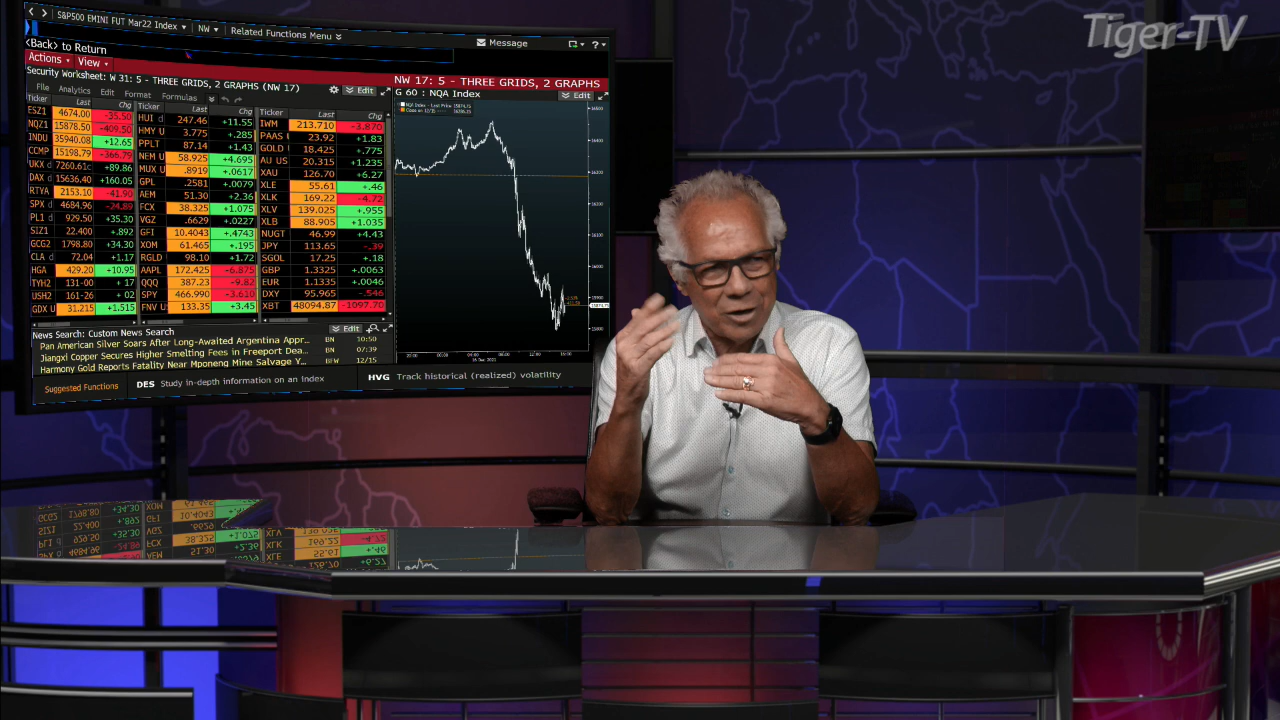 Tiger-TV
< > S&P500 EMINI FUT Mar22 Index NW Related Functions Menu
Message ?
<Back> to Return
Actions View
Security Worksheet: W 31: 5 - THREE GRIDS, 2 GRAPHS (NW 17)
File Analytics Edit Format Formulas Edit
Ticker Last Chg
ESZ1 4674.00 -35.50
NQZ1 15878.50 -409.50
INDU 35940.08 +12.65
CCMP 15198.79 -366.79
UKX d 7260.61c +89.86
DAX d 15636.40 +160.05
RTYA 2153.10 -41.90
SPX d 4684.96 -24.89
PL1 d 929.50 +35.30
SIZ1 22.400 +.892
GCG2 1798.80 +34.30
CLA d 72.04 +1.17
HGA 429.20 +10.95
TYH2 131-00 + 17
USH2 161-26 + 02
GDX U 31.215 +1.515
Ticker Last Chg
HUI d 247.46 +11.55
HMY U 3.775 +.285
PPLT 87.14 +1.43
NEM U 58.925 +4.695
MUX U .8919 +.0617
GPL .2581 +.0079
AEM 51.30 +2.36
FCX 38.325 +1.075
VGZ .6629 +.0227
GFI 10.4043 +.4743
XOM 61.465 +.195
RGLD 98.10 +1.72
AAPL 172.425 -6.875
QQQ 387.23 -9.82
SPY 466.990 -3.610
FNV U 133.35 +3.45
Ticker Last Chg
IWM 213.710 -3.870
PAAS U 23.92 +1.83
GOLD 18.425 +.775
AU US 20.315 +1.235
XAU 126.70 +6.27
XLE 55.61 +.46
XLK 169.22 -4.72
XLV 139.025 +.955
XLB 88.905 +1.035
NUGT 46.99 +4.43
JPY 113.65 -.39
SGOL 17.25 +.18
GBP 1.3325 +.0063
EUR 1.1335 +.0046
DXY 95.965 -.546
XBT 48094.87 -1097.70
NW 17: 5 - THREE GRIDS, 2 GRAPHS
G 60 : NQA Index
Edit
News Search: Custom News Search Edit
Pan American Silver Soars After Long-Awaited Argentina Appr... BN 10:50
Jiangxi Copper Secures Higher Smelting Fees in Freeport Dea... BN 07:39
Harmony Gold Reports Fatality Near Mponeng Mine Salvage Y... BFW 12/15
Suggested Functions DES Study in-depth information on an index HVG Track historical (realized) volatility